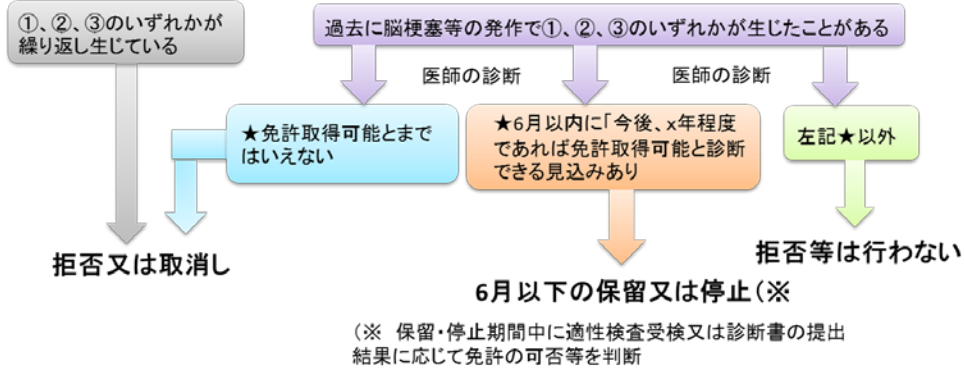 ①、②、③のいずれかが
繰り返し生じている
過去に脳梗塞等の発作で①、②、③のいずれかが生じたことがある
医師の診断
医師の診断
★免許取得可能とまで
はいえない
★6月以内に「今後、x年程度
であれば免許取得可能と診断
できる見込みあり
左記★以外
拒否又は取消し
拒否等は行わない
6月以下の保留又は停止(※
(※ 保留・停止期間中に適性検査受検又は診断書の提出
結果に応じて免許の可否等を判断